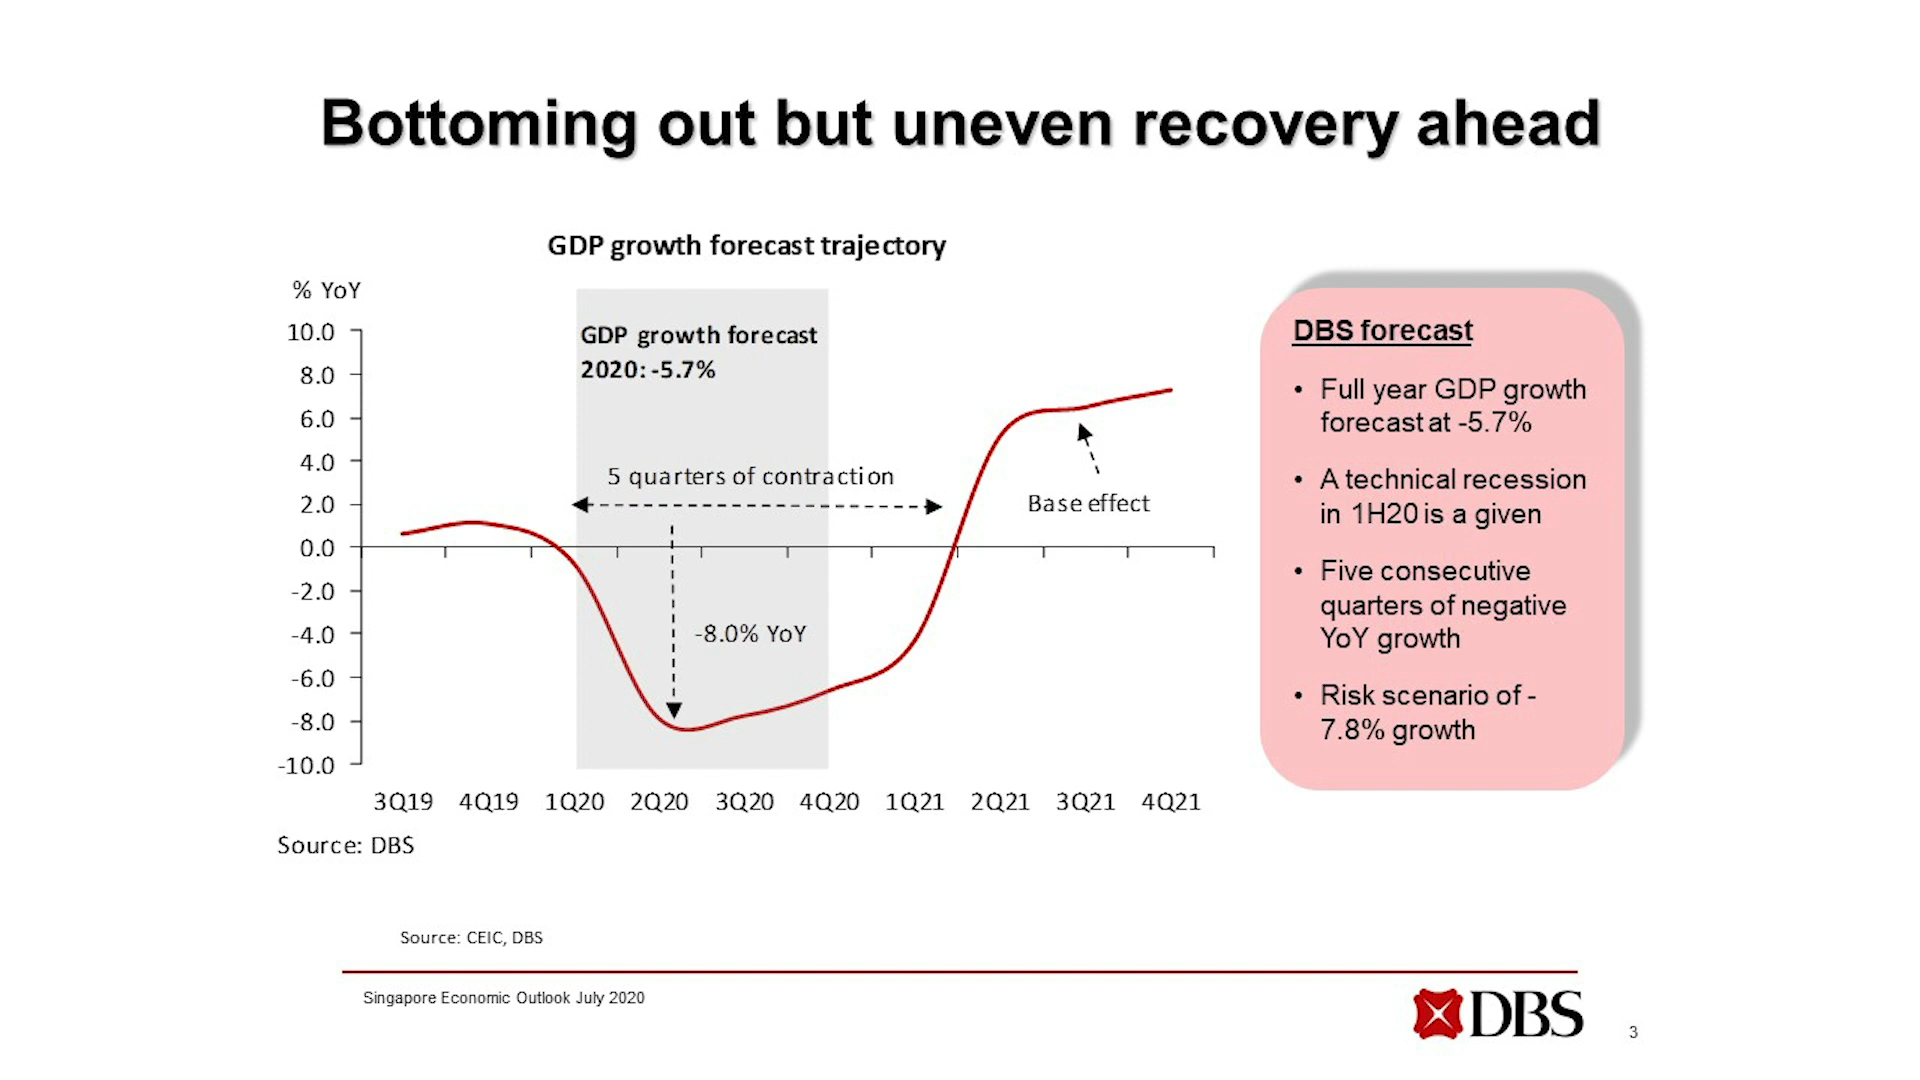 Bottoming out but uneven recovery ahead
GDP growth forecast trajectory
% YoY
10.0
8.0
6.0
4.0
2.0
0.0
-2.0
-4.0
-6.0
-8.0
-10.0
GDP growth forecast
2020: -5.7%
5 quarters of contraction
-8.0% YoY
Base effect
3Q19 4Q19 1Q20 2Q20 3Q20 4Q20 1Q21 2Q21 3Q21 4Q21
Source: DBS
DBS forecast
• Full year GDP growth
forecast at -5.7%
• A technical recession
in 1H20 is a given
• Five consecutive
quarters of negative
YoY growth
• Risk scenario of -
7.8% growth
Source: CEIC, DBS
Singapore Economic Outlook July 2020
DBS
3